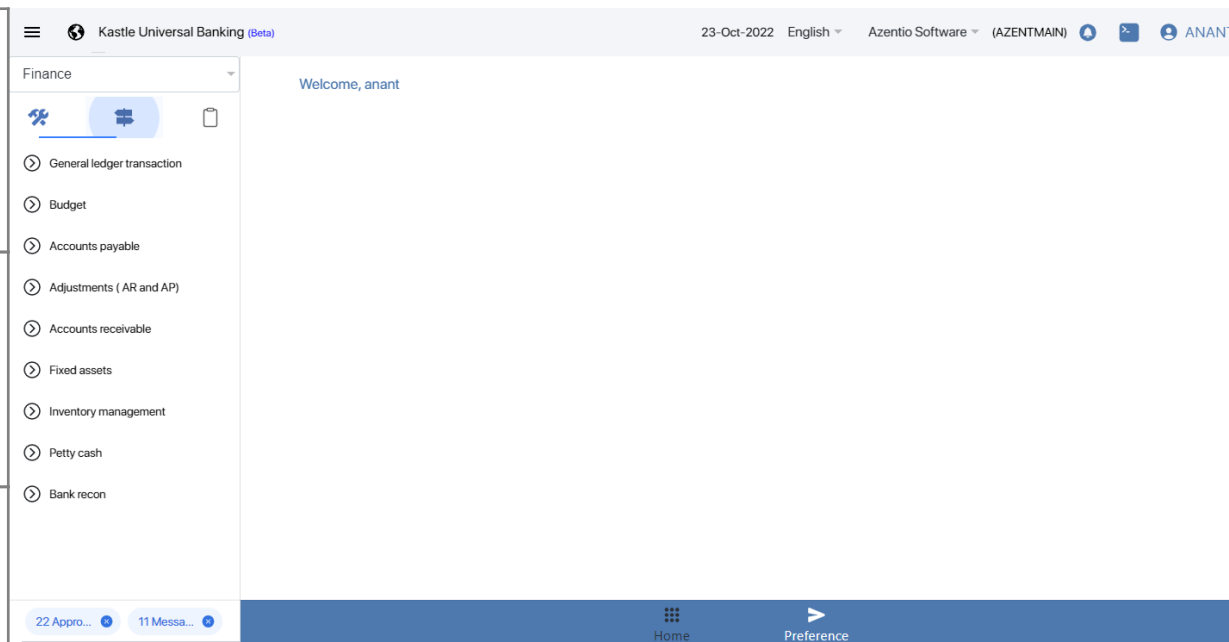 Kastle Universal Banking (Beta)
23-Oct-2022 English Azentio Software (AZENTMAIN) ANANT
Finance
Welcome, anant
General ledger transaction
Budget
Accounts payable
Adjustments ( AR and AP)
Accounts receivable
Fixed assets
Inventory management
Petty cash
Bank recon
22 Appro... 11 Messa...
Home Preference